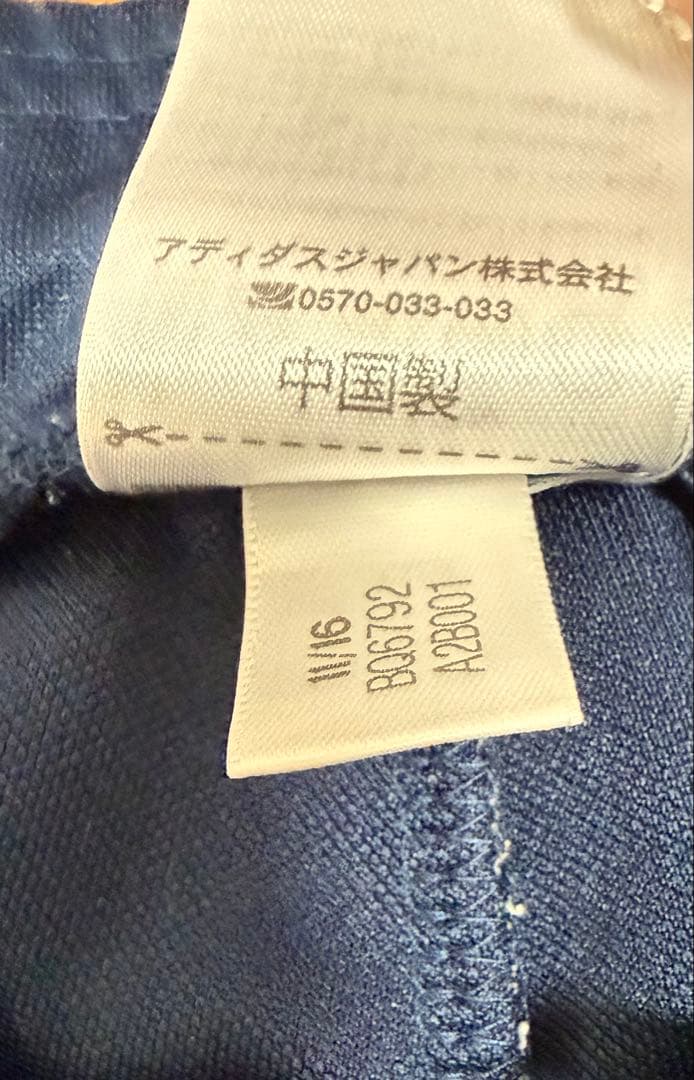 アディダスジャパン株式会社
0570-033-033
中国製
11/16
BQ6792
A2B001